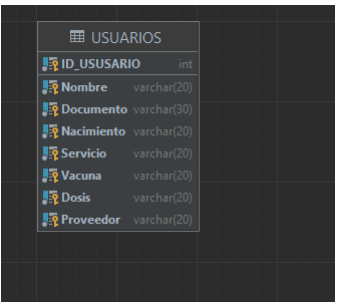 USUARIOS
ID_USUSARIO int
Nombre varchar(20)
Documento varchar(30)
Nacimiento varchar(20)
Servicio varchar(20)
Vacuna varchar(20)
Dosis varchar(20)
Proveedor varchar(20)